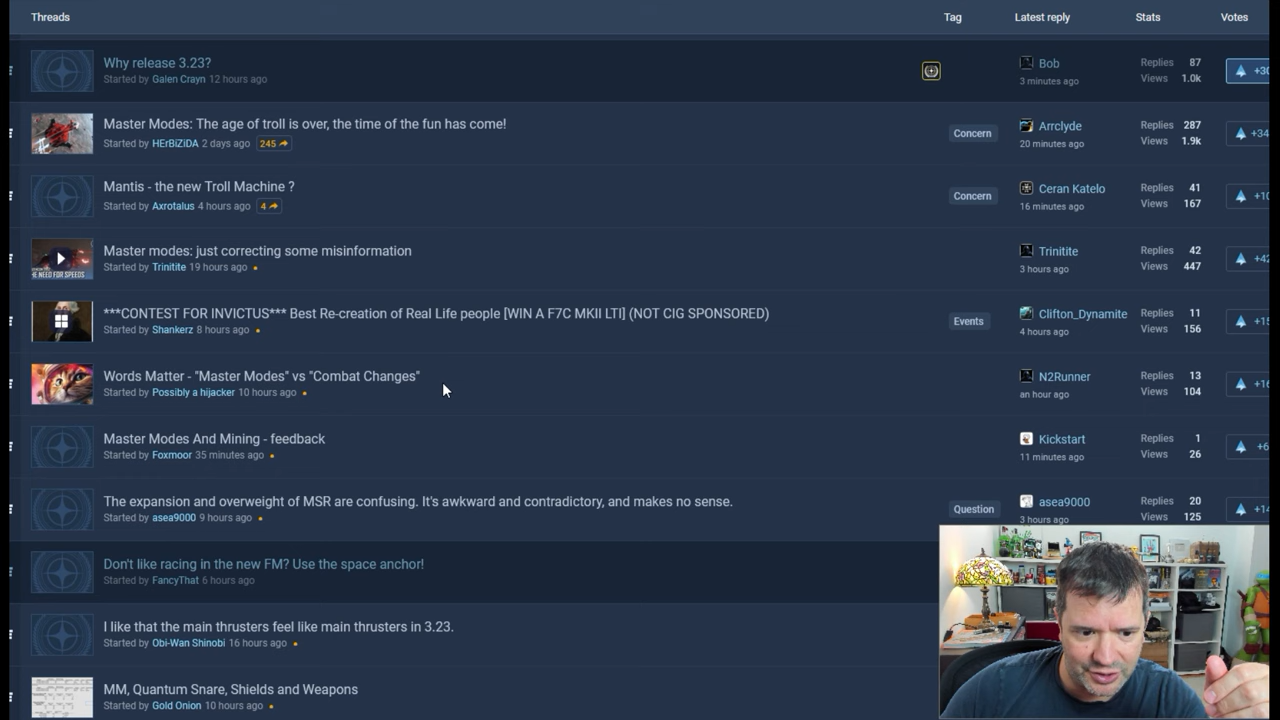 Threads Tag Latest reply Stats Votes
Why release 3.23? Bob Replies 87
Started by Galen Crayn 12 hours ago 3 minutes ago Views 1.0k
Master Modes: The age of troll is over, the time of the fun has come! Concern Arrclyde Replies 287 +34
Started by HErBiZiDA 2 days ago 245 20 minutes ago Views 1.9k
Mantis - the new Troll Machine ? Concern Ceran Katelo Replies 41
Started by Axrotalus 4 hours ago 4 16 minutes ago Views 167
Master modes: just correcting some misinformation Trinitite Replies 42 +42
E NEED FOR SPEEDS Started by Trinitite 19 hours ago 3 hours ago Views 447
***CONTEST FOR INVICTUS*** Best Re-creation of Real Life people [WIN A F7C MKII LTI] (NOT CIG SPONSORED) Events Clifton_Dynamite Replies 11
Started by Shankerz 8 hours ago 4 hours ago Views 156
Words Matter - "Master Modes" vs "Combat Changes" N2Runner Replies 13
Started by Possibly a hijacker 10 hours ago an hour ago Views 104
Master Modes And Mining - feedback Kickstart Replies 1
Started by Foxmoor 35 minutes ago 11 minutes ago Views 26
The expansion and overweight of MSR are confusing. It's awkward and contradictory, and makes no sense. Question asea9000 Replies 20
Started by asea9000 9 hours ago 3 hours ago Views 125
Don't like racing in the new FM? Use the space anchor!
Started by FancyThat 6 hours ago
I like that the main thrusters feel like main thrusters in 3.23.
Started by Obi-Wan Shinobi 16 hours ago
MM, Quantum Snare, Shields and Weapons
Started by Gold Onion 10 hours ago